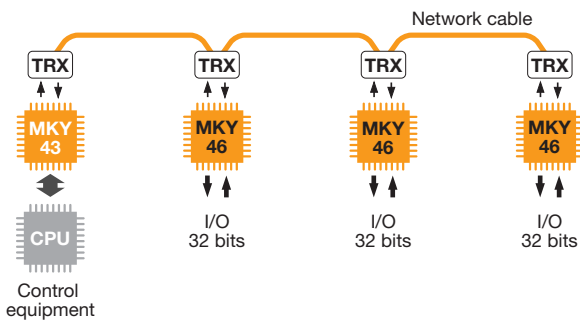 Network cable
TRX
TRX
TRX
TRX
MKY
43
MKY
46
MKY
46
MKY
46
I/O
32 bits
I/O
32 bits
I/O
32 bits
CPU
Control
equipment